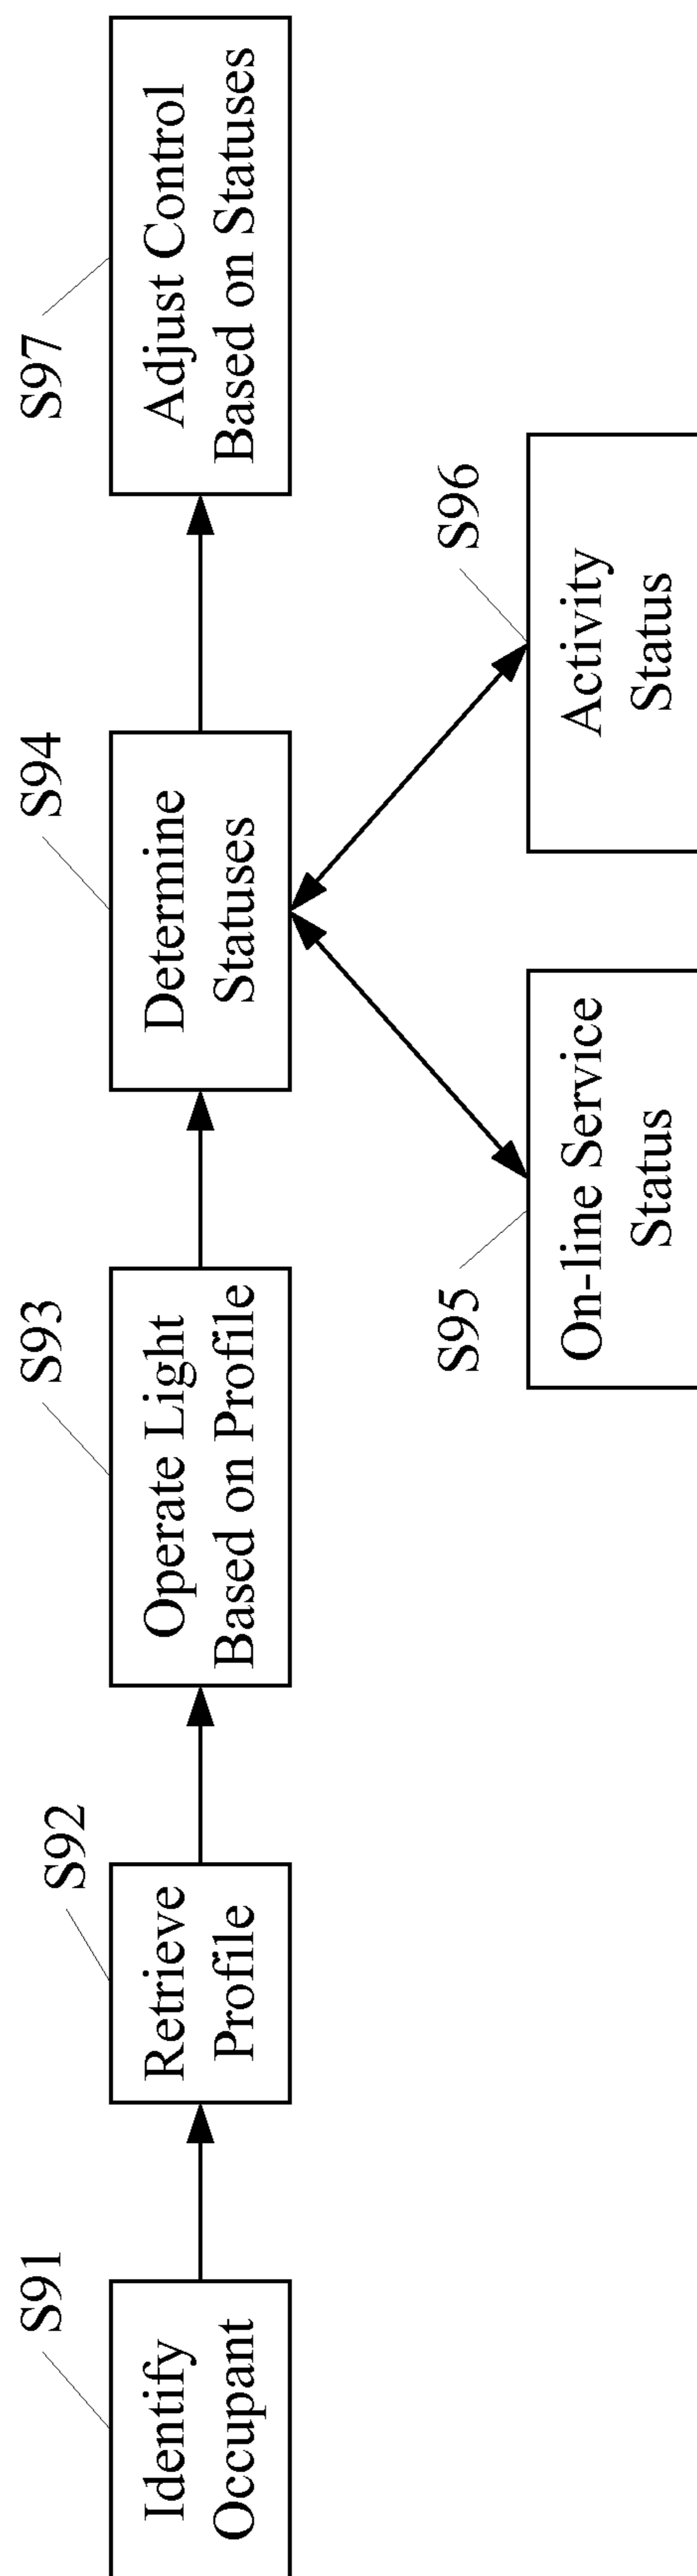 S91
Identify
Occupant
S92
Retrieve
Profile
S93
Operate Light
Based on Profile
S94
Determine
Statuses
S97
Adjust Control
Based on Statuses
S95
On-line Service
Status
S96
Activity
Status